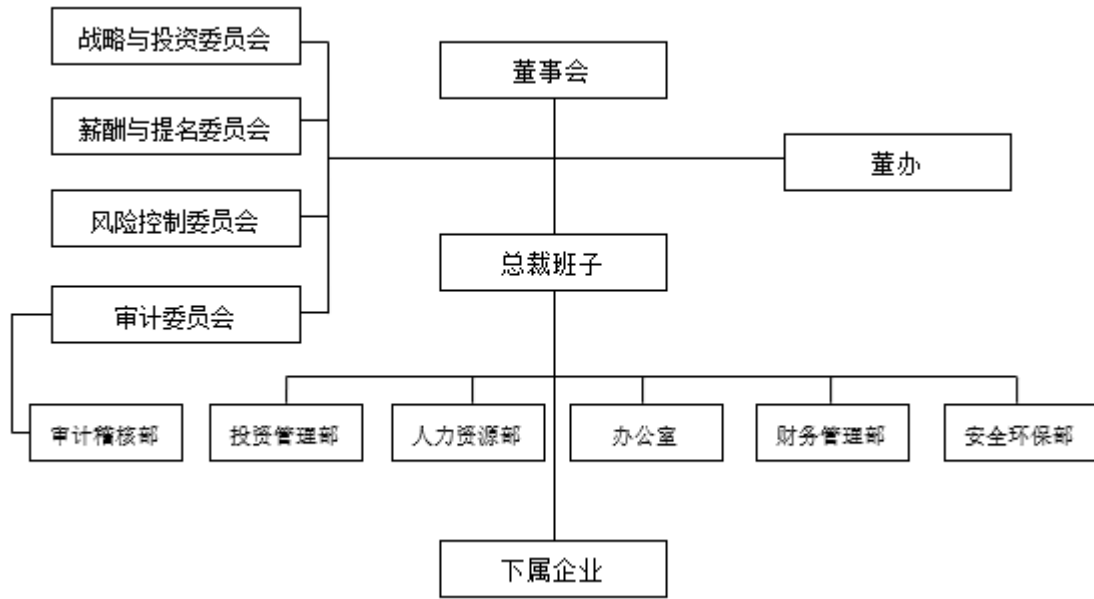 战略与投资委员会
董事会
薪酬与提名委员会
董办
风险控制委员会
总裁班子
审计委员会
审计稽核部
投资管理部
人力资源部
办公室
财务管理部
安全环保部
下属企业